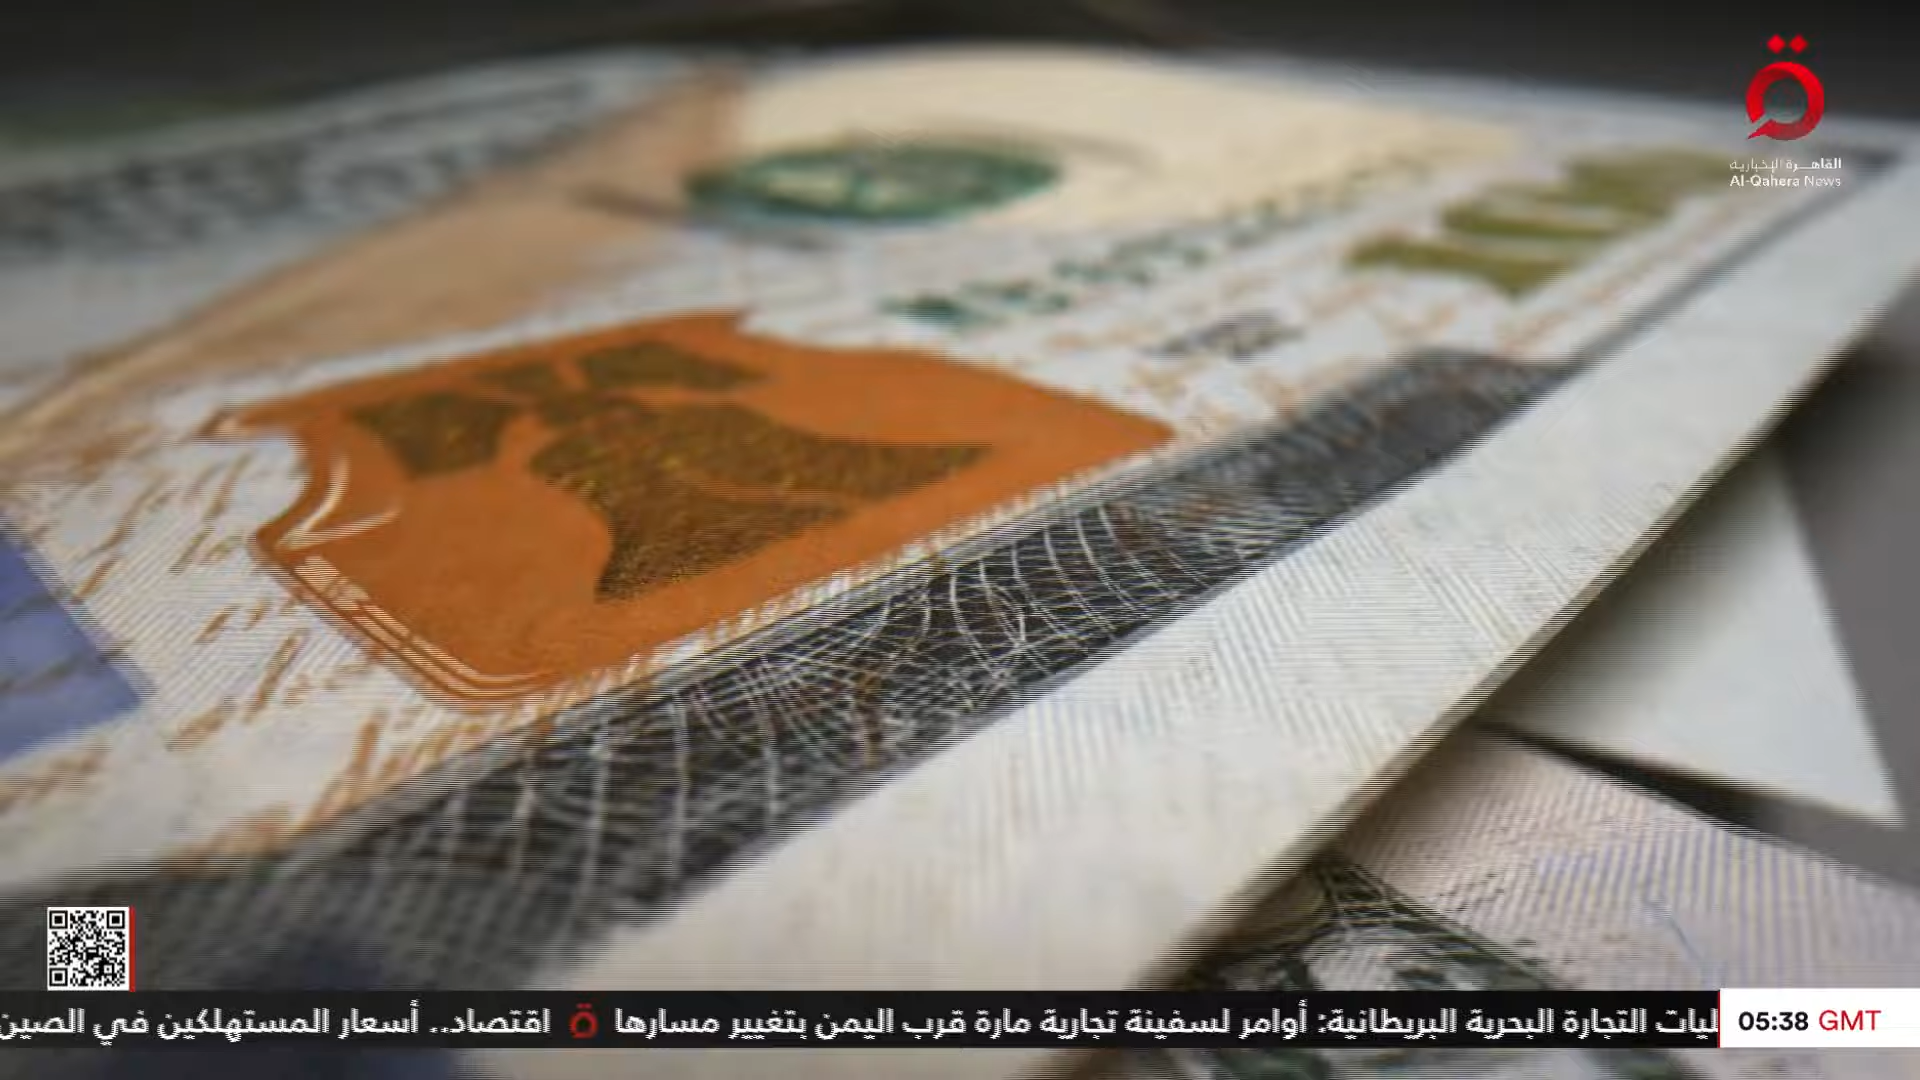 القاهرة الإخبارية
Al-Qahera News
ليات التجارة البحرية البريطانية: أوامر لسفينة تجارية مارة قرب اليمن بتغيير مسارها اقتصاد.. أسعار المستهلكين في الصين
05:38 GMT